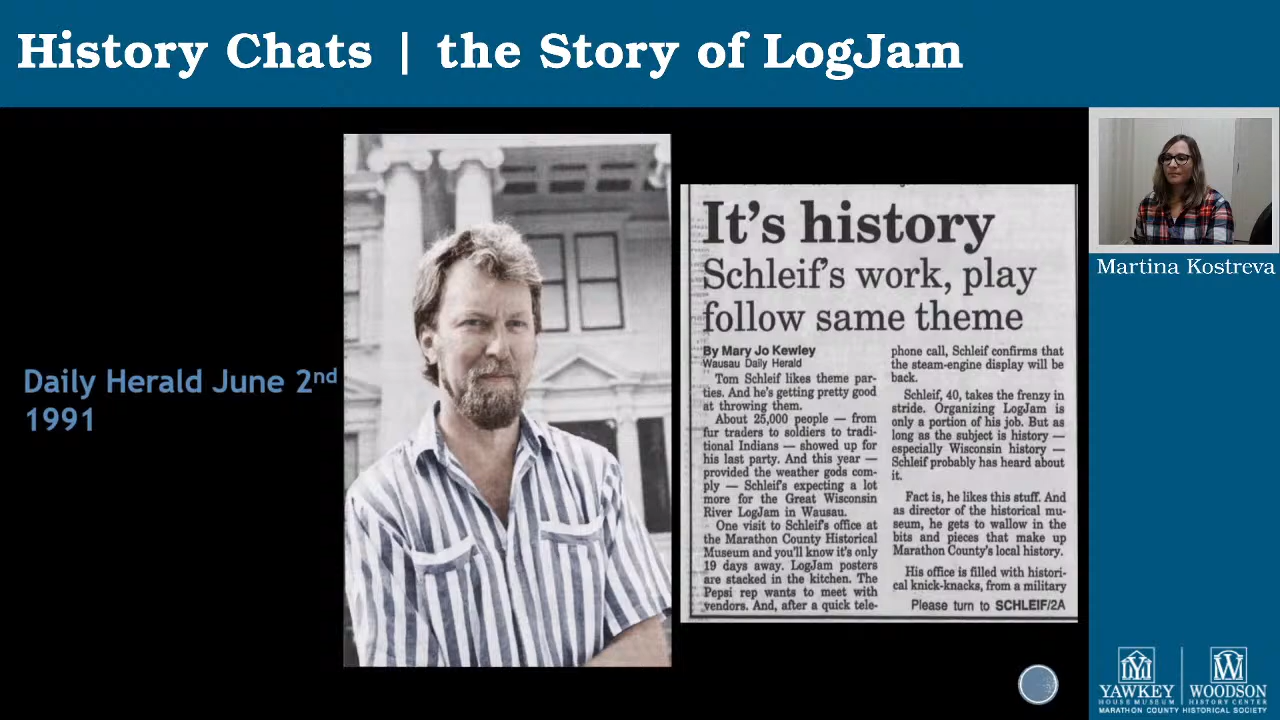 History Chats | the Story of LogJam
Martina Kostreva
Daily Herald June 2nd
1991
It's history
Schleif's work, play
follow same theme
By Mary Jo Kewley
Wausau Daily Herald
Tom Schleif likes theme par-
ties. And he's getting pretty good
at throwing them.
About 25,000 people — from
fur traders to soldiers to tradi-
tional Indians — showed up for
his last party. And this year —
provided the weather gods com-
ply — Schleif's expecting a lot
more for the Great Wisconsin
River LogJam in Wausau.
One visit to Schleif's office at
the Marathon County Historical
Museum and you'll know it's only
19 days away. LogJam posters
are stacked in the kitchen. The
Pepsi rep wants to meet with
vendors. And, after a quick tele-
phone call, Schleif confirms that
the steam-engine display will be
back.
Schleif, 40, takes the frenzy in
stride. Organizing LogJam is
only a portion of his job. But as
long as the subject is history —
especially Wisconsin history —
Schleif probably has heard about
it.
Fact is, he likes this stuff. And
as director of the historical mu-
seum, he gets to wallow in the
bits and pieces that make up
Marathon County's local history.
His office is filled with histori-
cal knick-knacks, from a military
Please turn to SCHLEIF/2A
YAWKEY
HOUSE MUSEUM
WOODSON
HISTORY CENTER
MARATHON COUNTY HISTORICAL SOCIETY